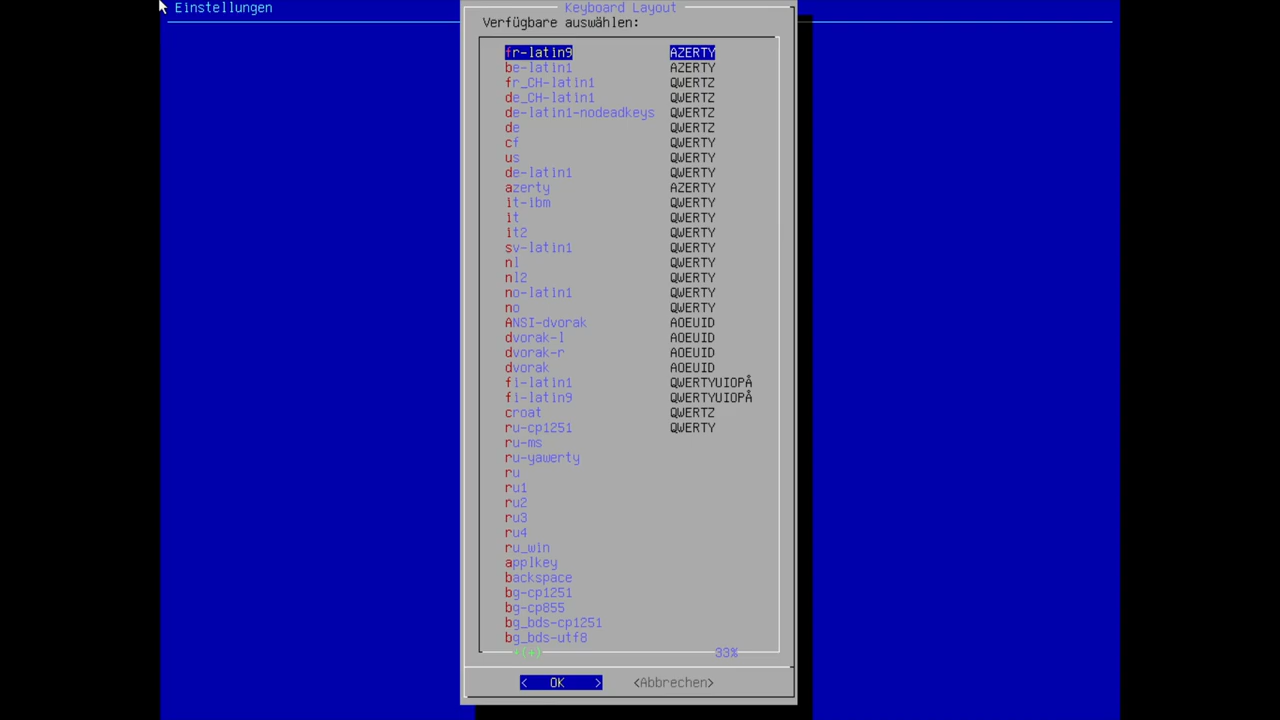 Einstellungen
Keyboard Layout
Verfügbare auswählen:
fr-latin9 AZERTY
be-latin1 AZERTY
fr_CH-latin1 QWERTZ
de_CH-latin1 QWERTZ
de-latin1-nodeadkeys QWERTZ
de QWERTZ
cf QWERTY
us QWERTY
de-latin1 QWERTY
azerty AZERTY
it-ibm QWERTY
it QWERTY
it2 QWERTY
sv-latin1 QWERTY
nl QWERTY
nl2 QWERTY
no-latin1 QWERTY
no QWERTY
ANSI-dvorak AOEUID
dvorak-l AOEUID
dvorak-r AOEUID
dvorak AOEUID
fi-latin1 QWERTYUIOPÅ
fi-latin9 QWERTYUIOPÅ
croat QWERTZ
ru-cp1251 QWERTY
ru-ms
ru-yawerty
ru
ru1
ru2
ru3
ru4
ru_win
applkey
backspace
bg-cp1251
bg-cp855
bg_bds-cp1251
bg_bds-utf8
(+) 33%
< OK > <Abbrechen>